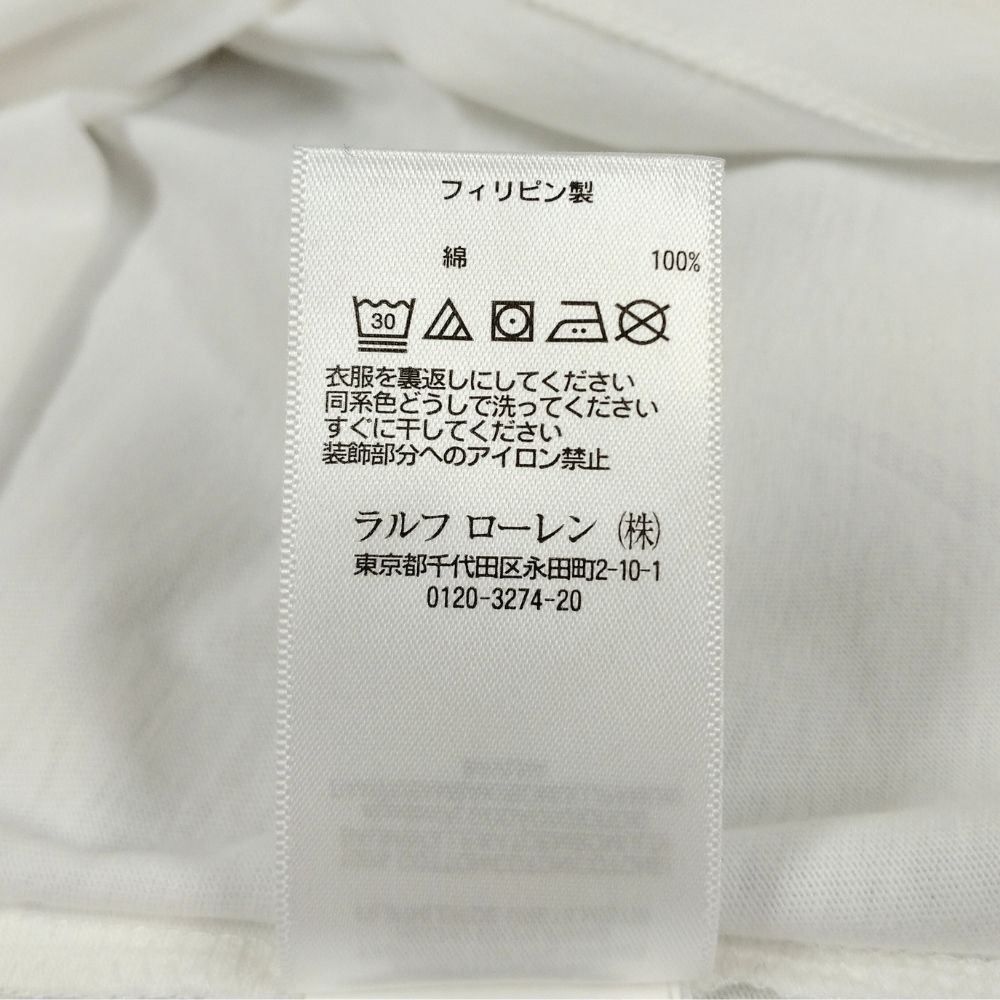 フィリピン製
綿 100%
30
衣服を裏返しにしてください
同系色どうしで洗ってください
すぐに干してください
装飾部分へのアイロン禁止
ラルフ ローレン (株)
東京都千代田区永田町2-10-1
0120-3274-20